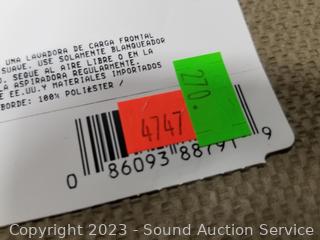 UNA LAVADORA DE CARGA FRONTAL
SUAVE. USE SOLAMENTE BLANQUEADOR
O. SEQUE AL AIRE LIBRE O EN LA
LA ASPIRADORA REGULARMENTE.
E EE.UU.Y MATERIALES IMPORTADOS
BORDE: 100% POLIÉSTER /
270.
4747
0 86093 88791 9
Copyright 2023 - Sound Auction Service